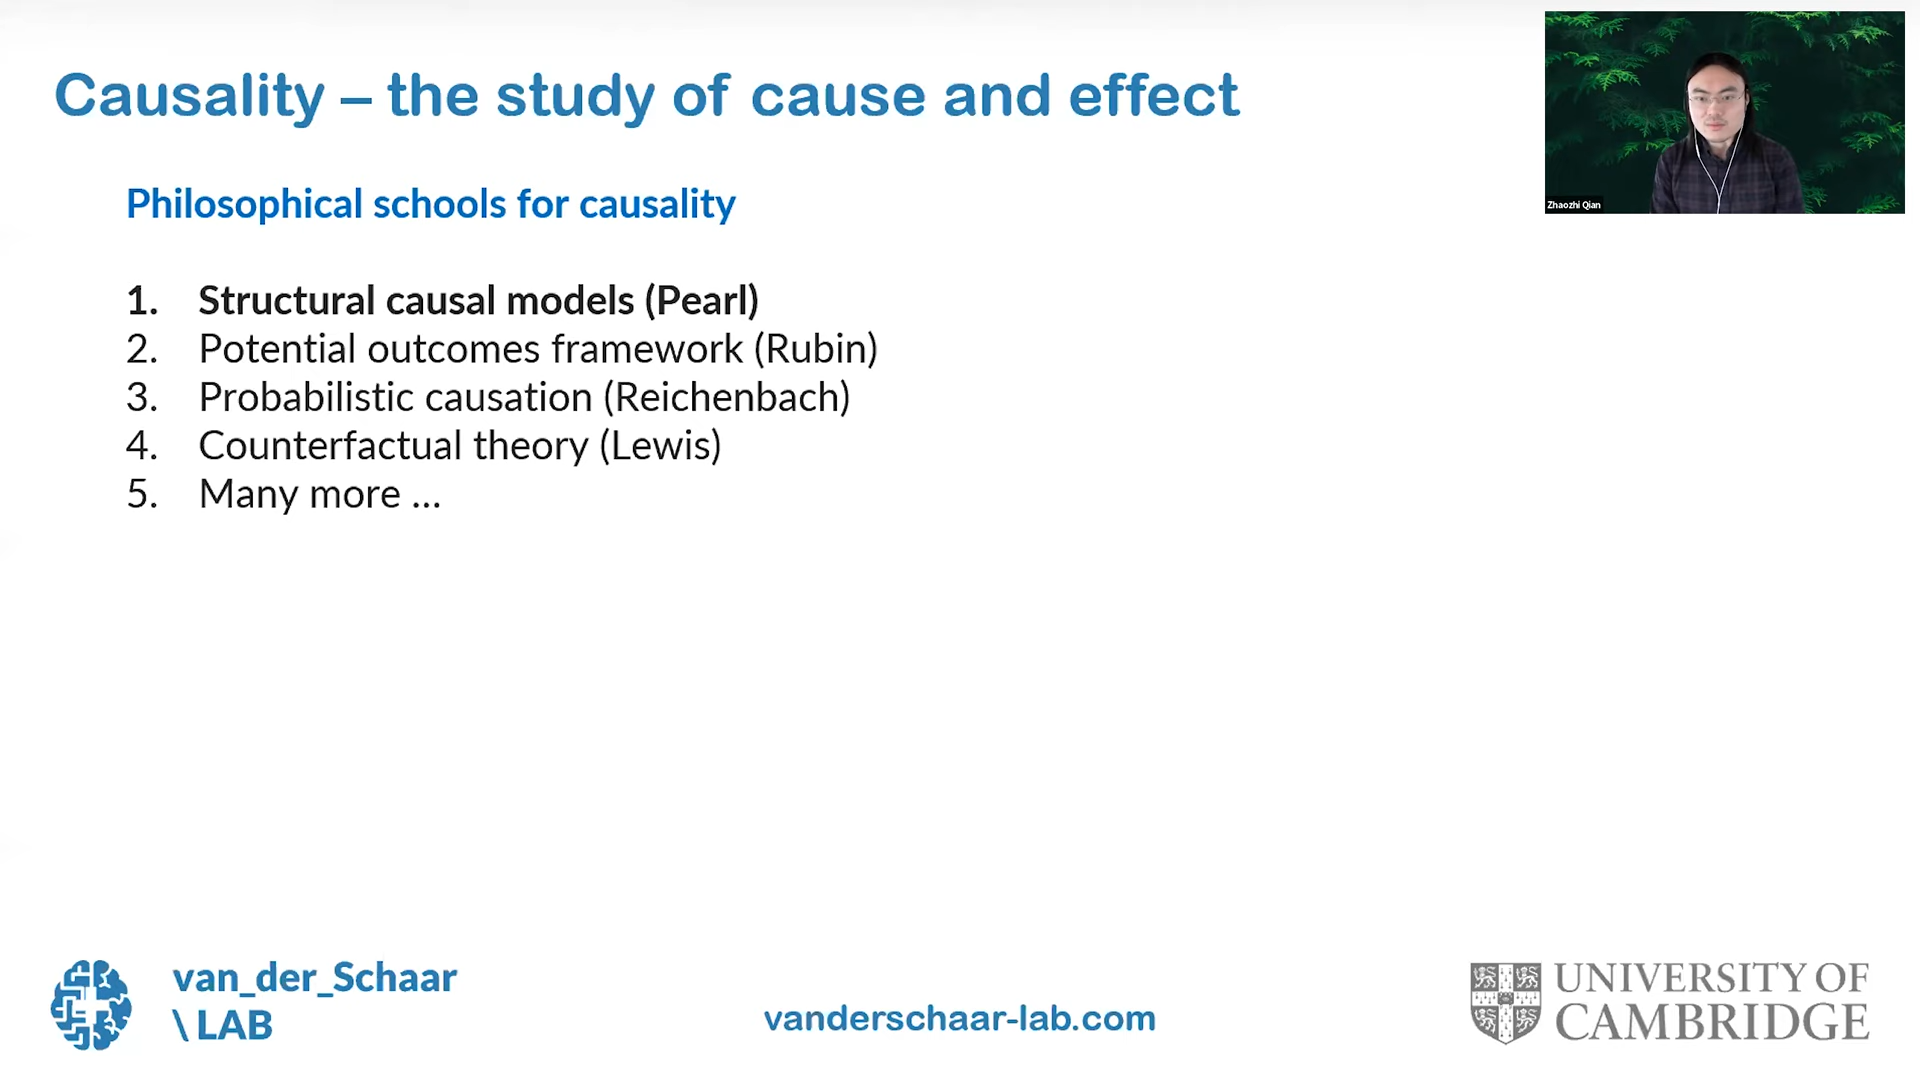 Causality – the study of cause and effect
Zhaozhi Qian
Philosophical schools for causality
1. Structural causal models (Pearl)
2. Potential outcomes framework (Rubin)
3. Probabilistic causation (Reichenbach)
4. Counterfactual theory (Lewis)
5. Many more ...
van_der_Schaar
\ LAB
vanderschaar-lab.com
UNIVERSITY OF
CAMBRIDGE